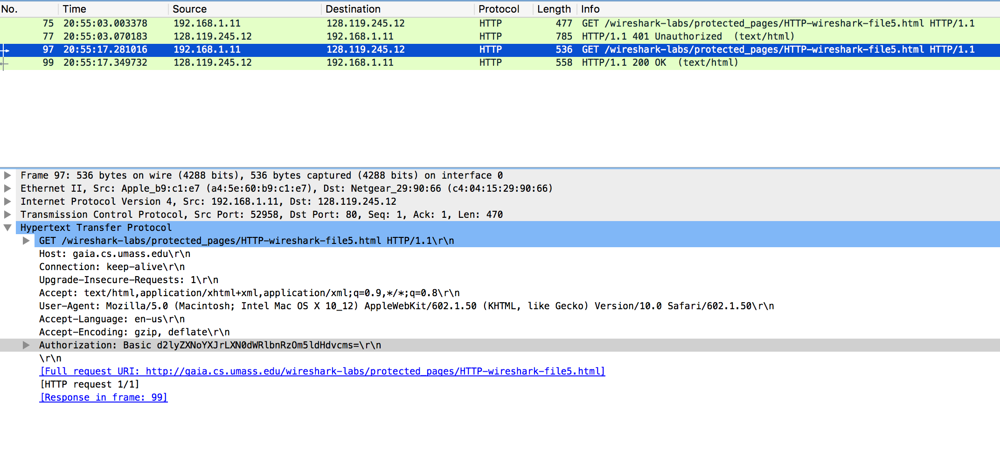 No. Time Source Destination Protocol Length Info
75 20:55:03.003378 192.168.1.11 128.119.245.12 HTTP 477 GET /wireshark-labs/protected_pages/HTTP-wireshark-file5.html HTTP/1.1
77 20:55:03.070183 128.119.245.12 192.168.1.11 HTTP 785 HTTP/1.1 401 Unauthorized (text/html)
97 20:55:17.281016 192.168.1.11 128.119.245.12 HTTP 536 GET /wireshark-labs/protected_pages/HTTP-wireshark-file5.html HTTP/1.1
99 20:55:17.349732 128.119.245.12 192.168.1.11 HTTP 558 HTTP/1.1 200 OK (text/html)
Frame 97: 536 bytes on wire (4288 bits), 536 bytes captured (4288 bits) on interface 0
Ethernet II, Src: Apple_b9:c1:e7 (a4:5e:60:b9:c1:e7), Dst: Netgear_29:90:66 (c4:04:15:29:90:66)
Internet Protocol Version 4, Src: 192.168.1.11, Dst: 128.119.245.12
Transmission Control Protocol, Src Port: 52958, Dst Port: 80, Seq: 1, Ack: 1, Len: 470
Hypertext Transfer Protocol
GET /wireshark-labs/protected_pages/HTTP-wireshark-file5.html HTTP/1.1\r\n
Host: gaia.cs.umass.edu\r\n
Connection: keep-alive\r\n
Upgrade-Insecure-Requests: 1\r\n
Accept: text/html,application/xhtml+xml,application/xml;q=0.9,*/*;q=0.8\r\n
User-Agent: Mozilla/5.0 (Macintosh; Intel Mac OS X 10_12) AppleWebKit/602.1.50 (KHTML, like Gecko) Version/10.0 Safari/602.1.50\r\n
Accept-Language: en-us\r\n
Accept-Encoding: gzip, deflate\r\n
Authorization: Basic d2lyZXNoYXJrLXN0dWRlbnRzOm5ldHdvcms=\r\n
\r\n
[Full request URI: http://gaia.cs.umass.edu/wireshark-labs/protected_pages/HTTP-wireshark-file5.html]
[HTTP request 1/1]
[Response in frame: 99]